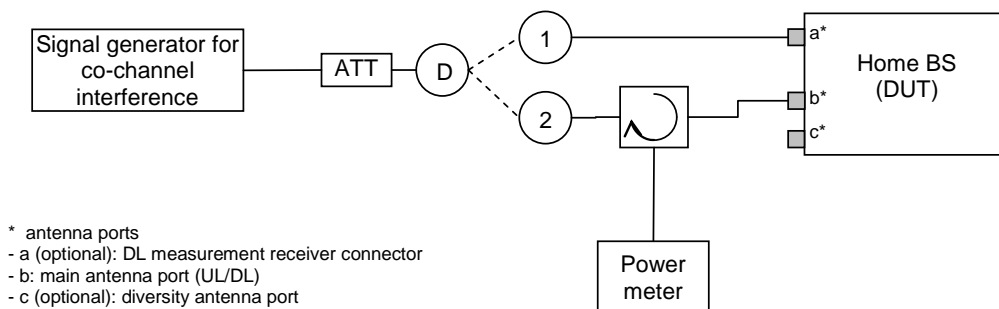 Signal generator for
co-channel
interference
ATT
D
1
2
a*
b*
c*
Home BS
(DUT)
Power
meter
* antenna ports
- a (optional): DL measurement receiver connector
- b: main antenna port (UL/DL)
- c (optional): diversity antenna port